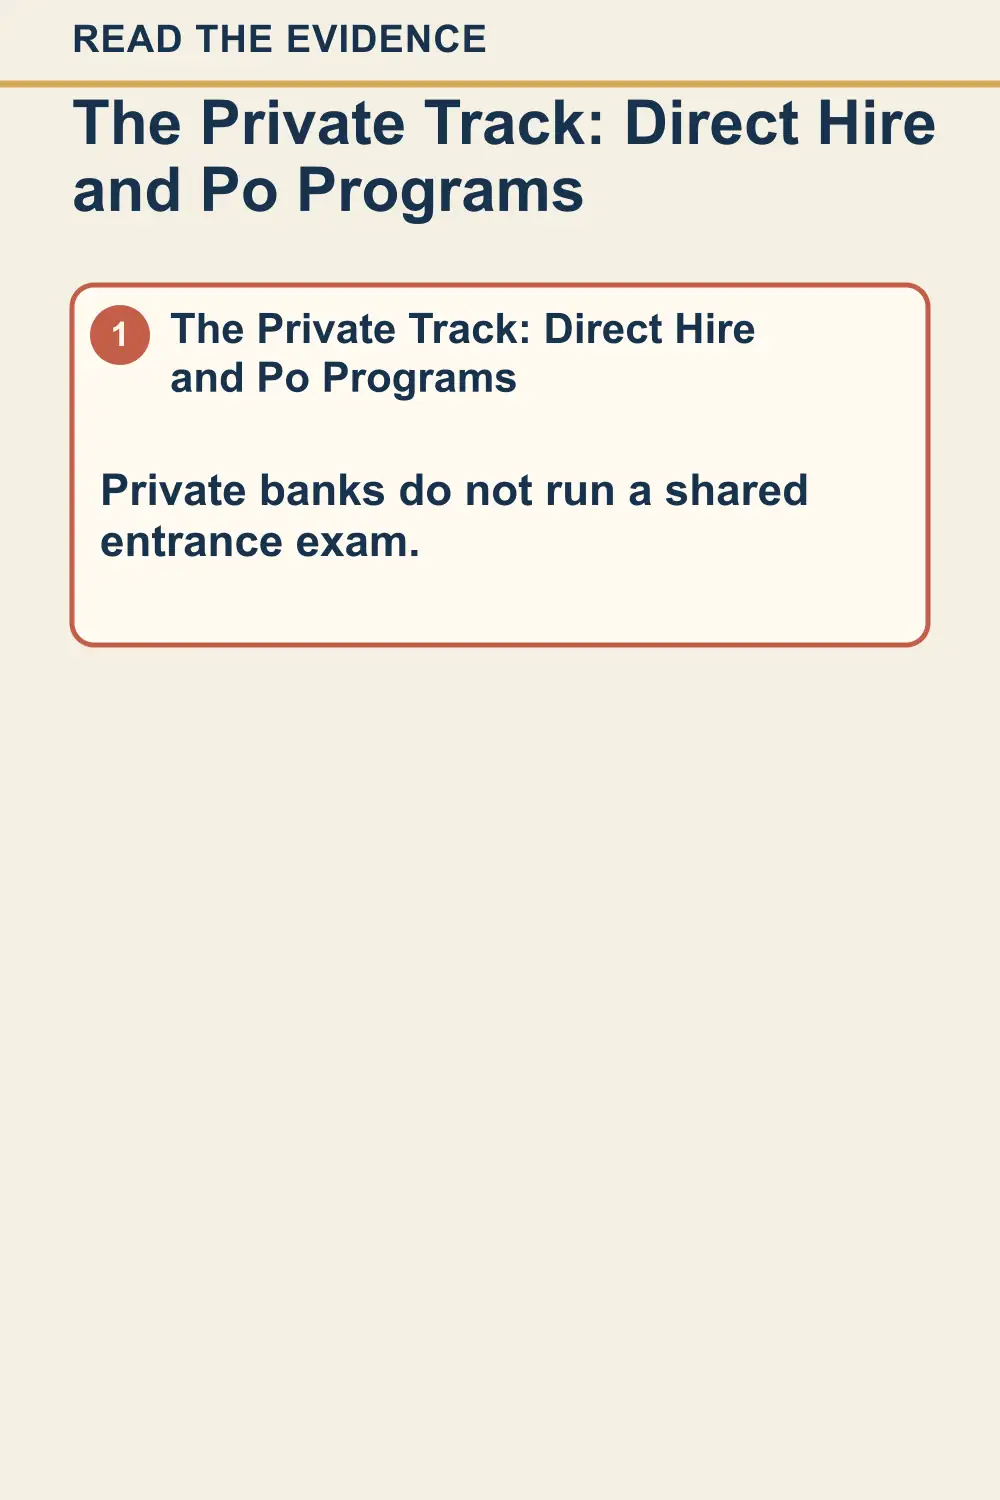 READ THE EVIDENCE
The Private Track: Direct Hire
and Po Programs
1
The Private Track: Direct Hire
and Po Programs
Private banks do not run a shared
entrance exam.